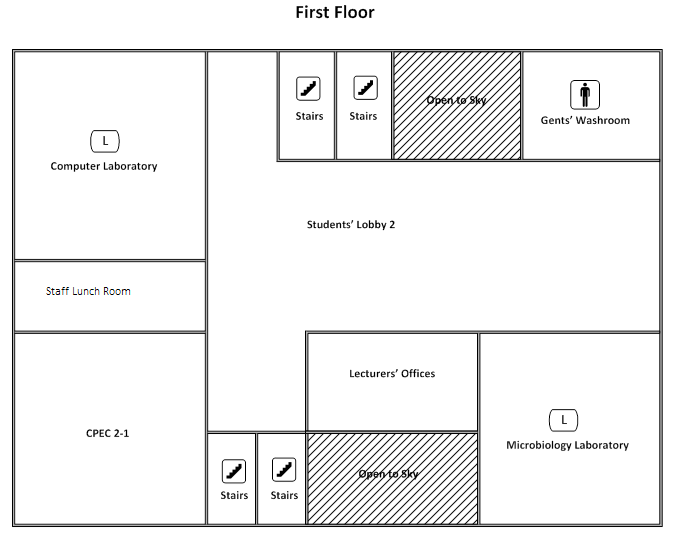 First Floor
Stairs
Stairs
Open to Sky
Gents' Washroom
L
Computer Laboratory
Students' Lobby 2
Staff Lunch Room
Lecturers' Offices
CPEC 2-1
L
Microbiology Laboratory
Stairs
Stairs
Open to Sky